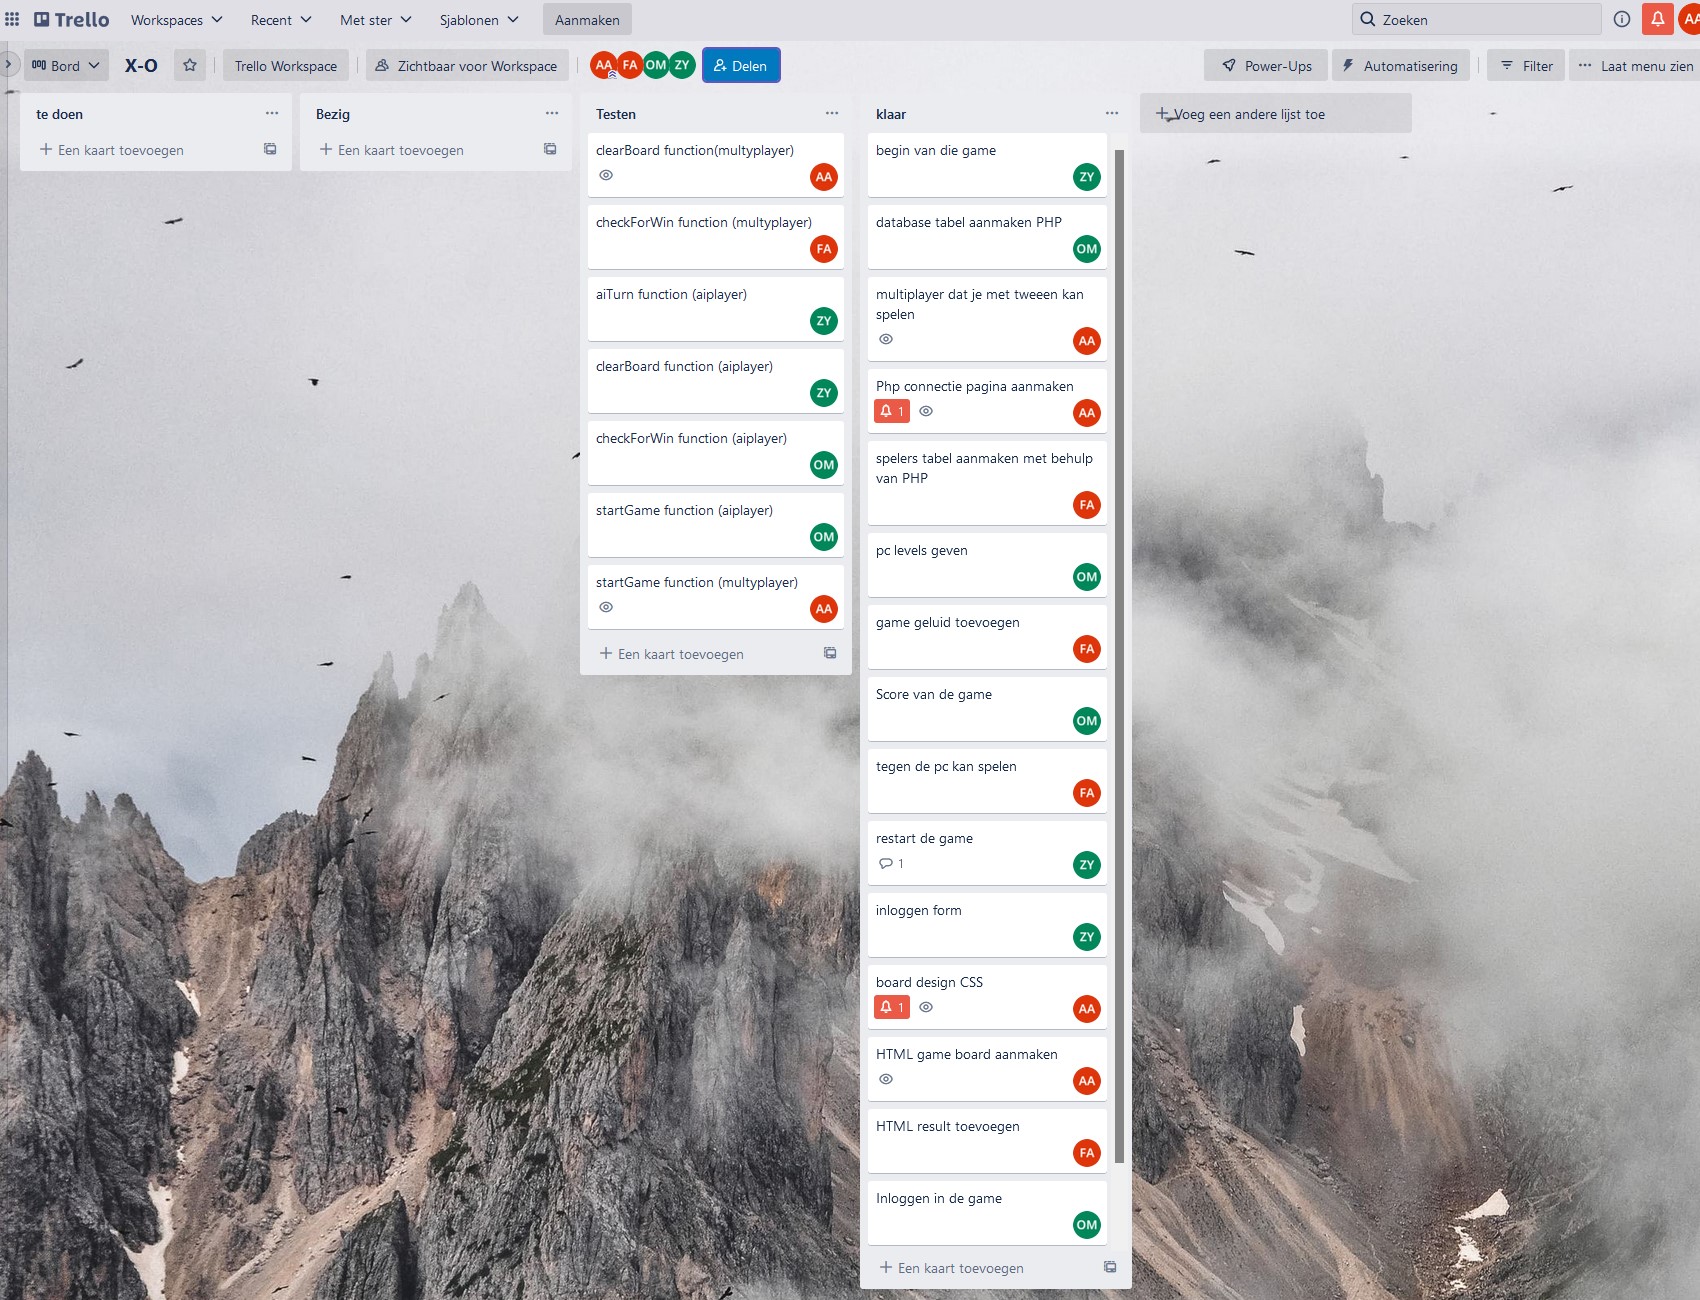 Trello
Workspaces
Recent
Met ster
Sjablonen
Aanmaken
Zoeken
AA
Bord
X-O
Trello Workspace
Zichtbaar voor Workspace
AA
FA
OM
ZY
Delen
Power-Ups
Automatisering
Filter
Laat menu zien
te doen
Een kaart toevoegen
Bezig
Een kaart toevoegen
Testen
clearBoard function(multyplayer)
AA
checkForWin function (multyplayer)
FA
aiTurn function (aiplayer)
ZY
clearBoard function (aiplayer)
ZY
checkForWin function (aiplayer)
OM
startGame function (aiplayer)
OM
startGame function (multyplayer)
AA
Een kaart toevoegen
klaar
begin van die game
ZY
database tabel aanmaken PHP
OM
multiplayer dat je met tweeen kan
spelen
AA
Php connectie pagina aanmaken
1
AA
spelers tabel aanmaken met behulp
van PHP
FA
pc levels geven
OM
game geluid toevoegen
FA
Score van de game
OM
tegen de pc kan spelen
FA
restart de game
1
ZY
inloggen form
ZY
board design CSS
1
AA
HTML game board aanmaken
AA
HTML result toevoegen
FA
Inloggen in de game
OM
Een kaart toevoegen
Voeg een andere lijst toe